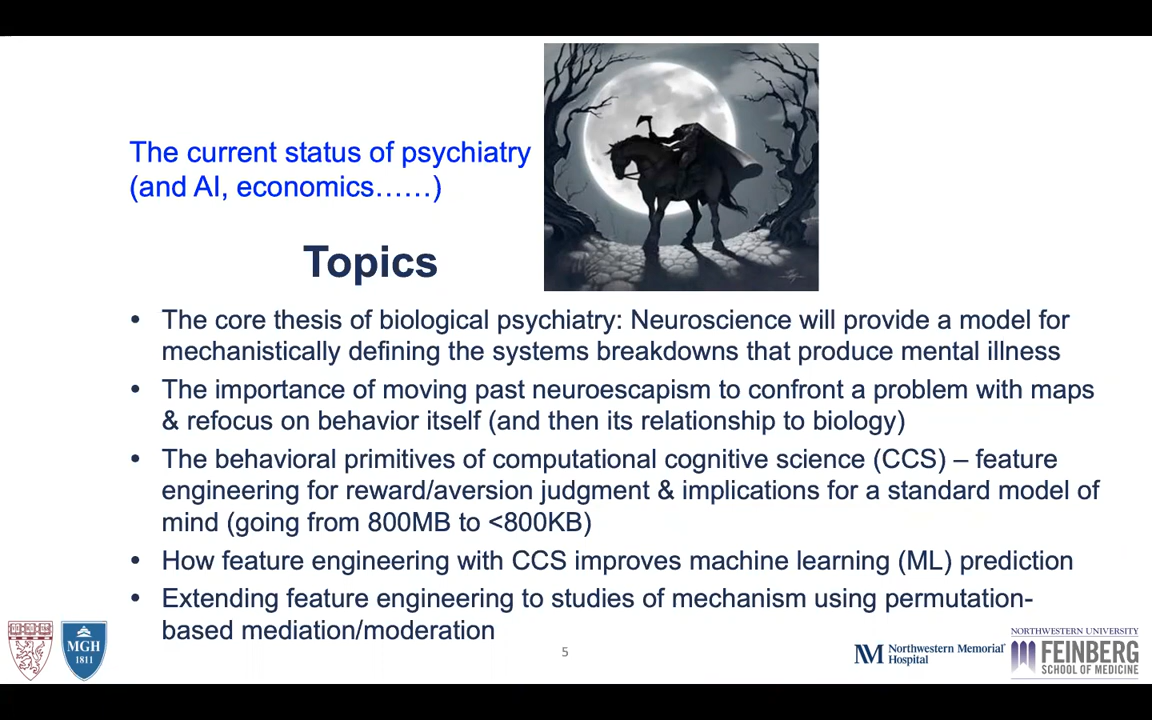 The current status of psychiatry
(and AI, economics……)
Topics
• The core thesis of biological psychiatry: Neuroscience will provide a model for
mechanistically defining the systems breakdowns that produce mental illness
• The importance of moving past neuroescapism to confront a problem with maps
& refocus on behavior itself (and then its relationship to biology)
• The behavioral primitives of computational cognitive science (CCS) – feature
engineering for reward/aversion judgment & implications for a standard model of
mind (going from 800MB to <800KB)
• How feature engineering with CCS improves machine learning (ML) prediction
• Extending feature engineering to studies of mechanism using permutation-
based mediation/moderation
MGH
1811
5
NM Northwestern Memorial
Hospital
NORTHWESTERN UNIVERSITY
FEINBERG
SCHOOL OF MEDICINE